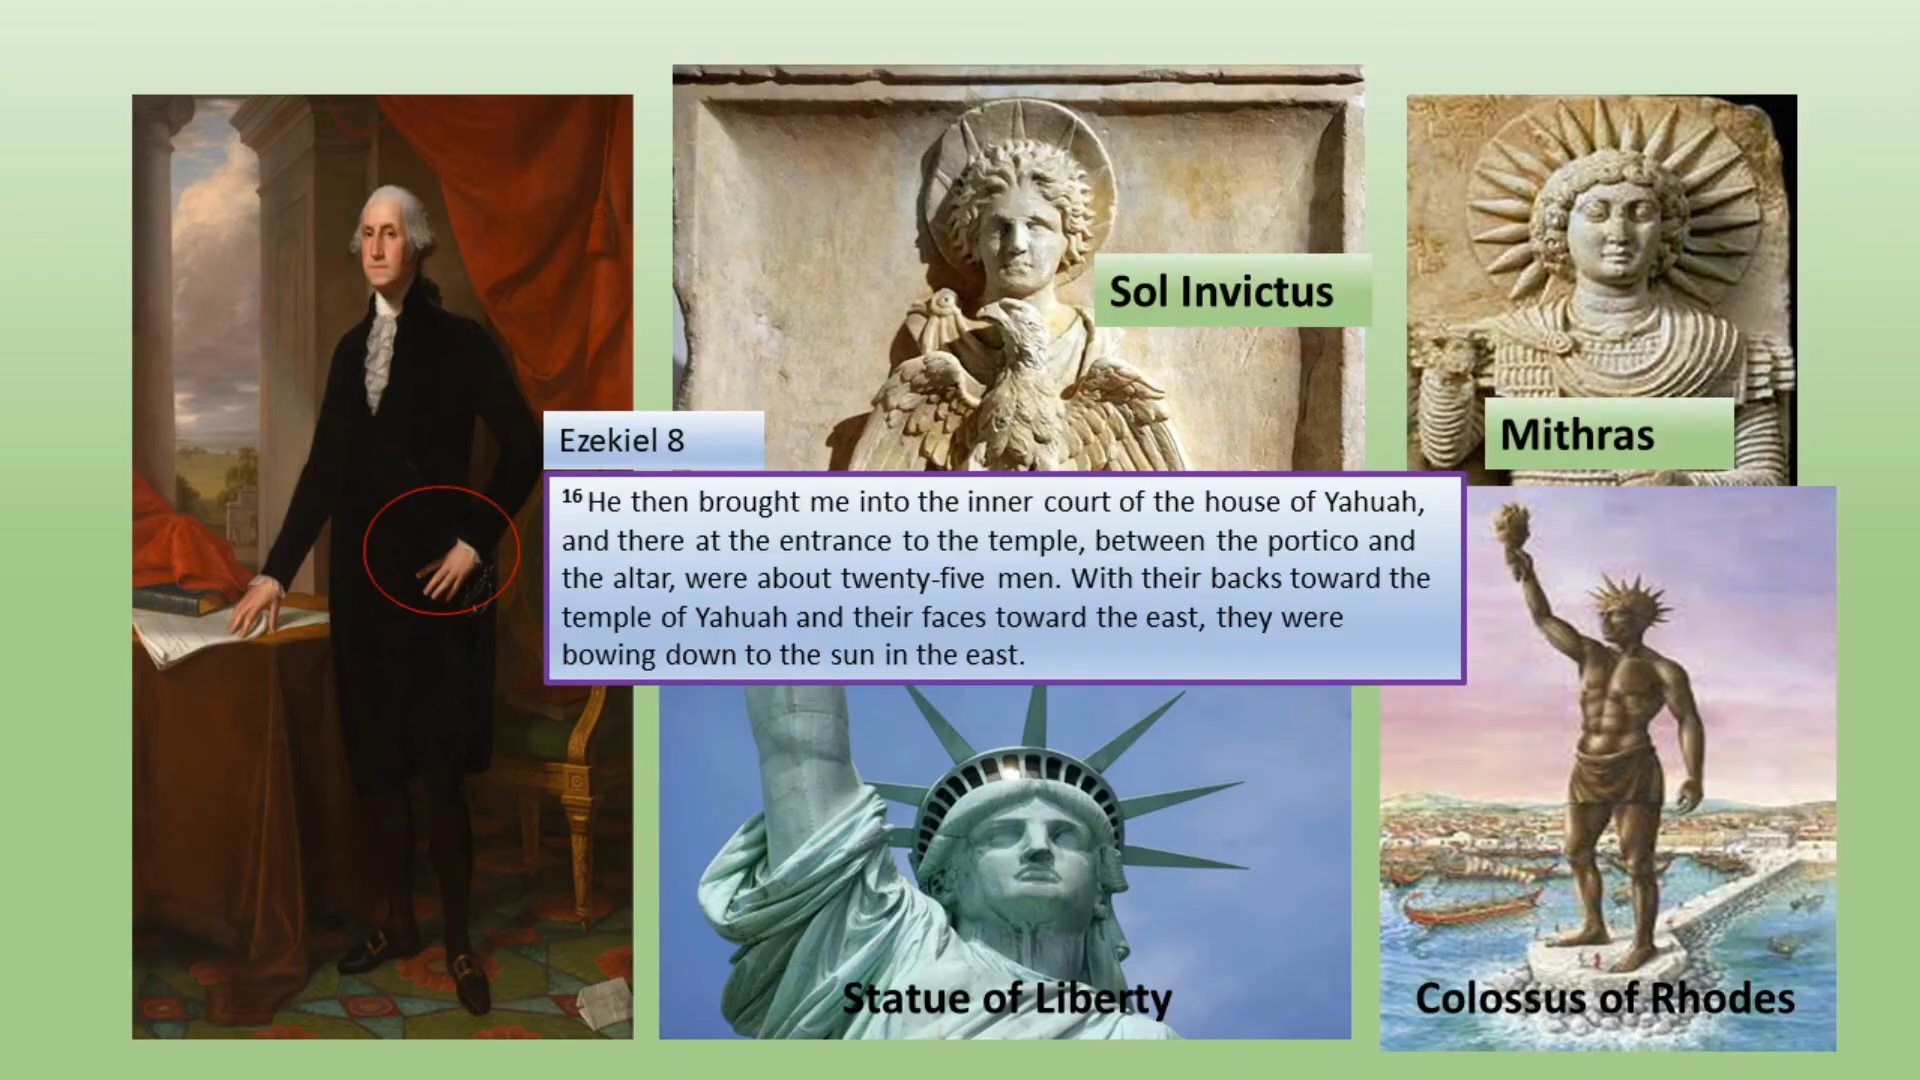 Sol Invictus
Mithras
Ezekiel 8
16 He then brought me into the inner court of the house of Yahuah,
and there at the entrance to the temple, between the portico and
the altar, were about twenty-five men. With their backs toward the
temple of Yahuah and their faces toward the east, they were
bowing down to the sun in the east.
Statue of Liberty
Colossus of Rhodes